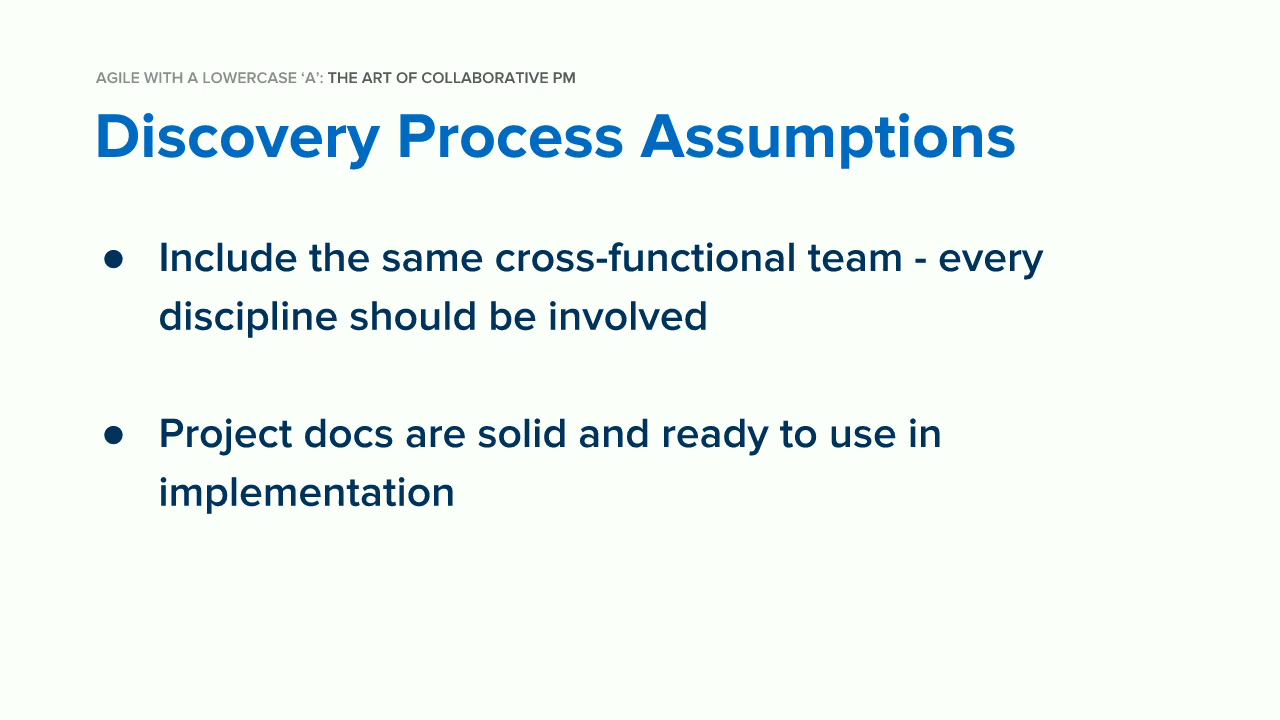 AGILE WITH A LOWERCASE ‘A’: THE ART OF COLLABORATIVE PM
Discovery Process Assumptions
● Include the same cross-functional team - every
discipline should be involved
● Project docs are solid and ready to use in
implementation